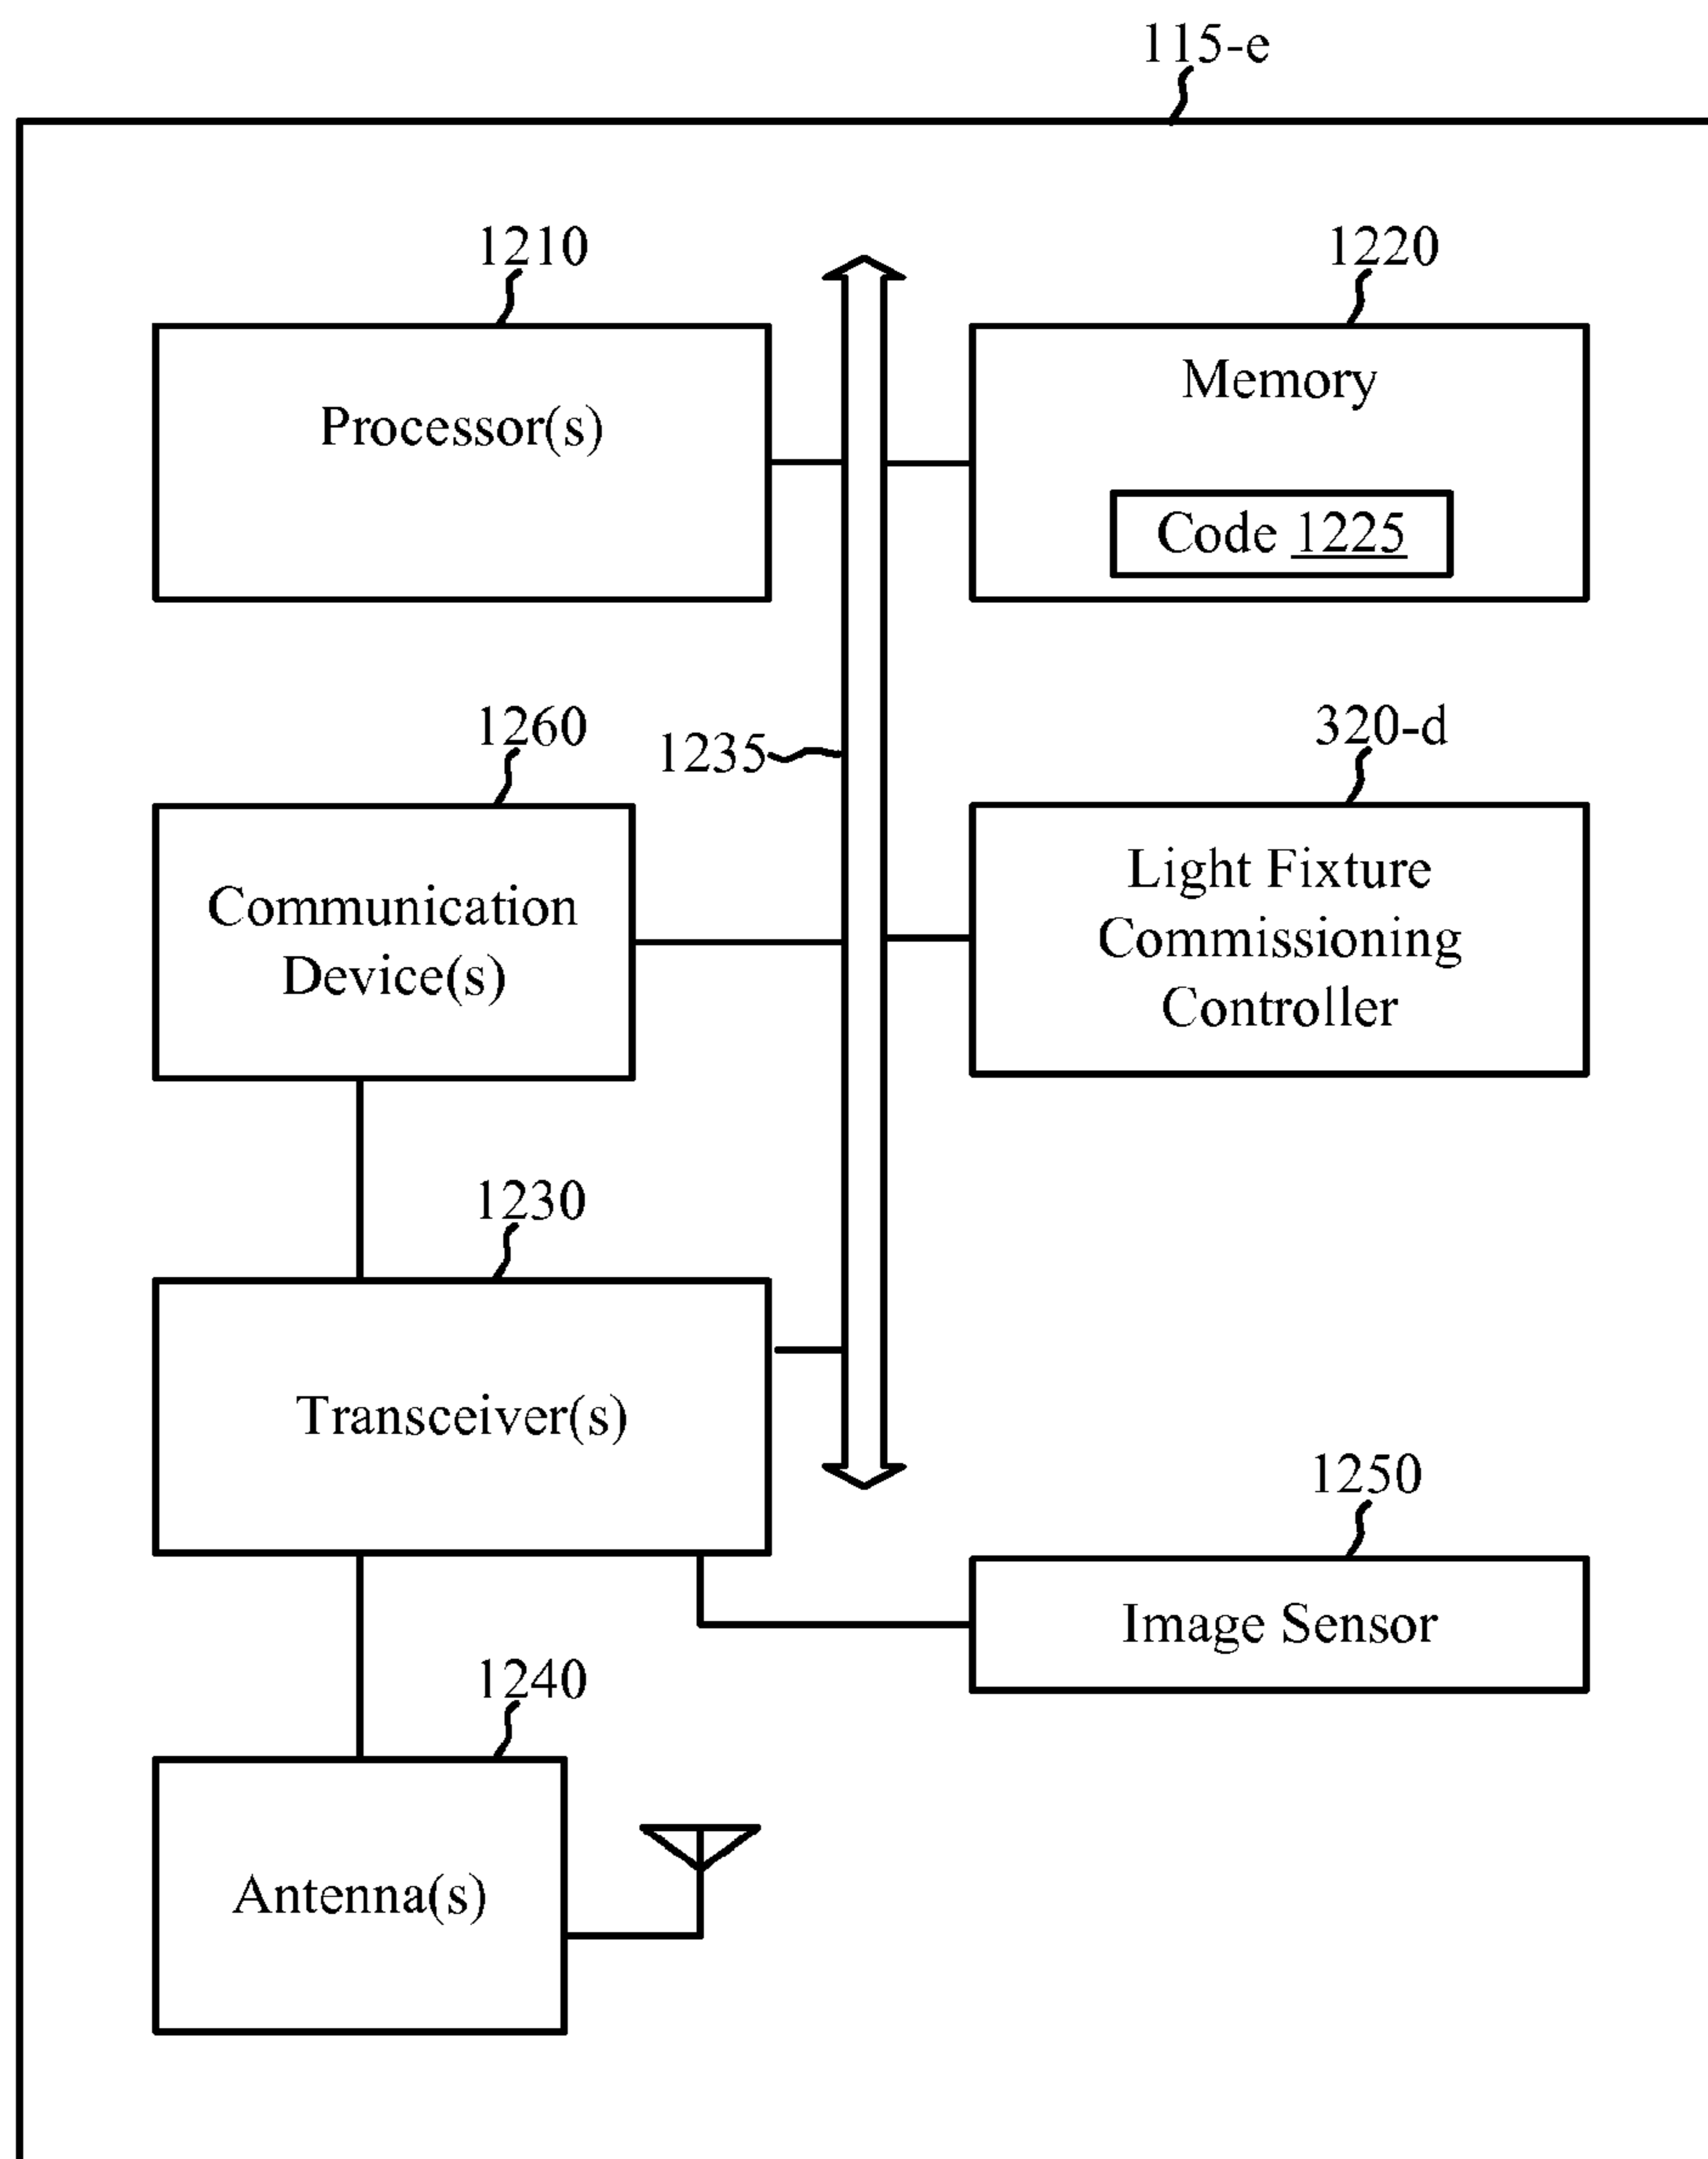 115-e
1210
1220
Processor(s)
Memory
Code 1225
1260
1235
320-d
Communication
Device(s)
Light Fixture
Commissioning
Controller
1230
Transceiver(s)
1250
Image Sensor
1240
Antenna(s)